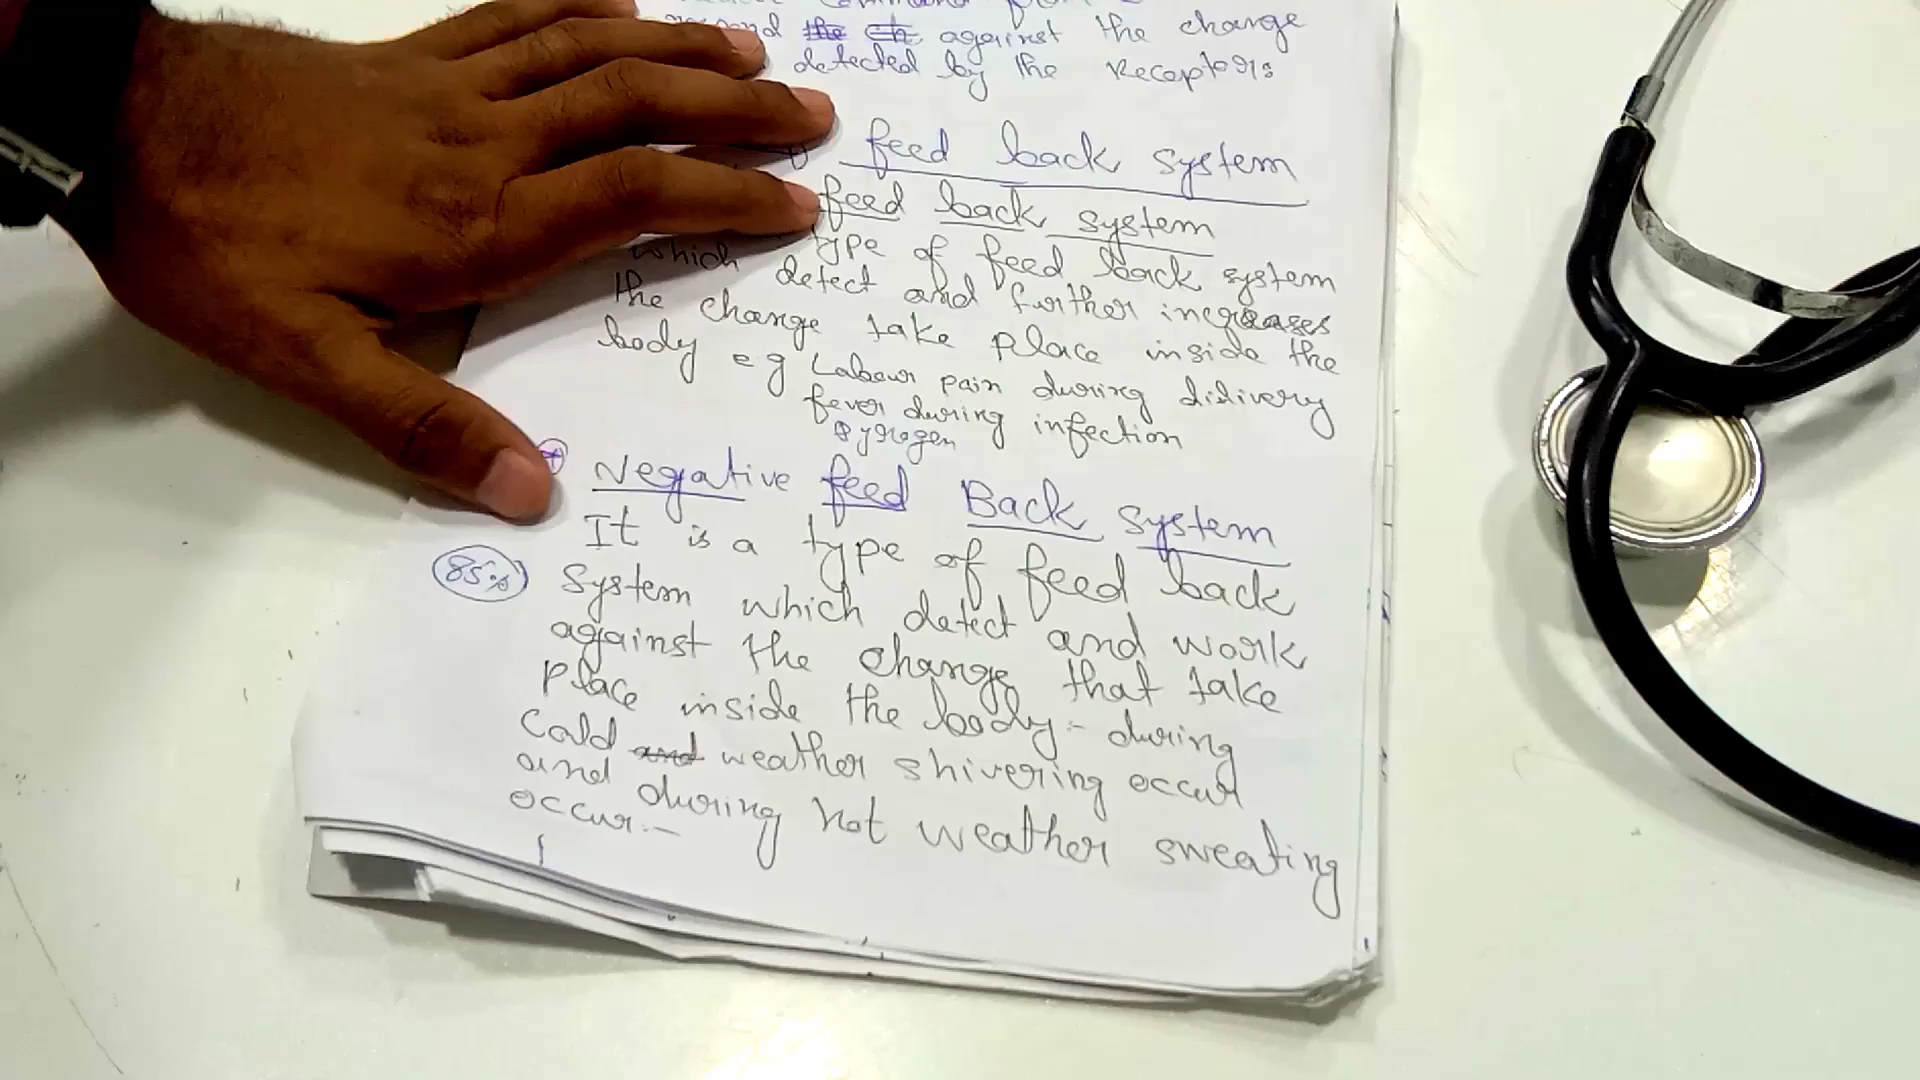 against the change
detected by the Receptors
feed back system
feed back system
type of feed back system
which detect and further increases
the change take place inside the
body e g Labour pain during dilivery
fever during infection
pyrogen
Negative feed Back system
It is a type of feed back
85% system which detect and work
against the change that take
place inside the body:- during
Cold and weather shivering occur
and during hot weather sweating
occur:-